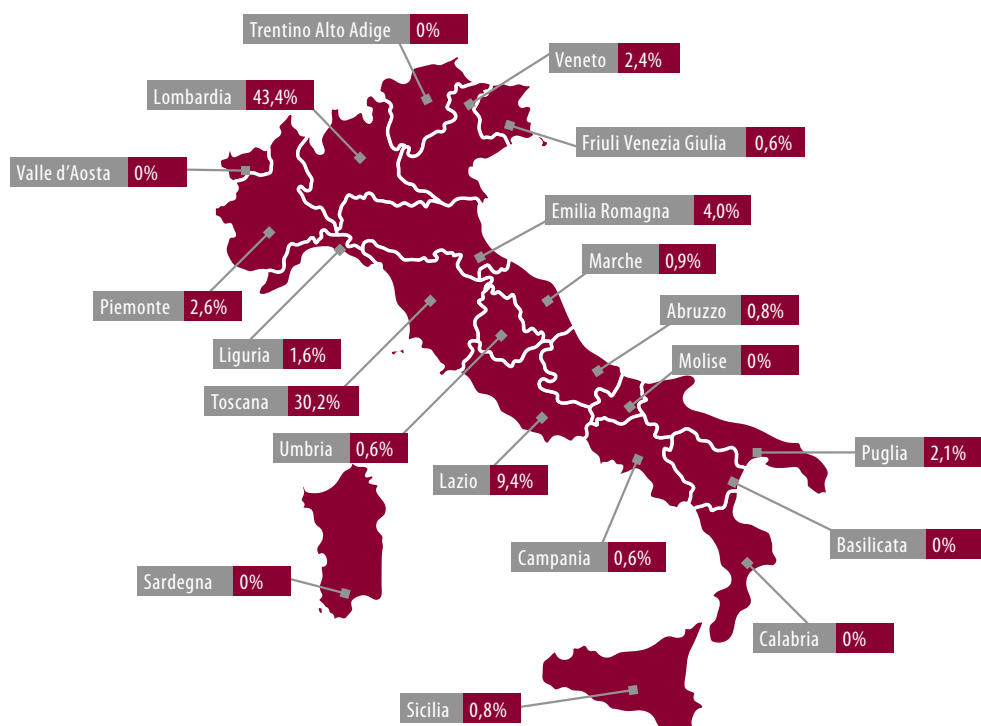 Trentino Alto Adige 0%
Veneto 2,4%
Lombardia 43,4%
Friuli Venezia Giulia 0,6%
Valle d’Aosta 0%
Emilia Romagna 4,0%
Marche 0,9%
Piemonte 2,6%
Abruzzo 0,8%
Liguria 1,6%
Molise 0%
Toscana 30,2%
Umbria 0,6%
Puglia 2,1%
Lazio 9,4%
Basilicata 0%
Campania 0,6%
Sardegna 0%
Calabria 0%
Sicilia 0,8%